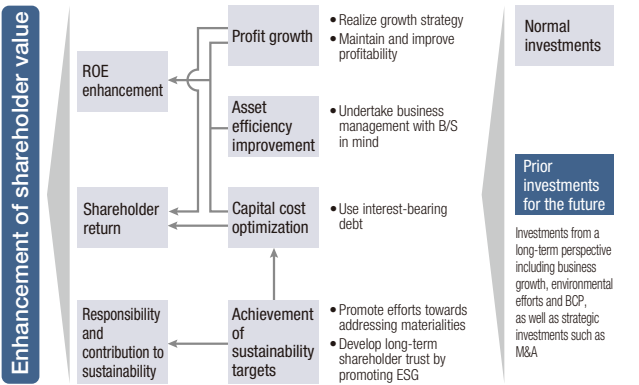 Enhancement of shareholder value
ROE
enhancement
Shareholder
return
Responsibility
and
contribution to
sustainability
Profit growth
Asset
efficiency
improvement
Capital cost
optimization
Achievement
of
sustainability
targets
• Realize growth strategy
• Maintain and improve
profitability
• Undertake business
management with B/S
in mind
• Use interest-bearing
debt
• Promote efforts towards
addressing materialities
• Develop long-term
shareholder trust by
promoting ESG
Normal
investments
Prior
investments
for the future
Investments from a
long-term perspective
including business
growth, environmental
efforts and BCP,
as well as strategic
investments such as
M&A